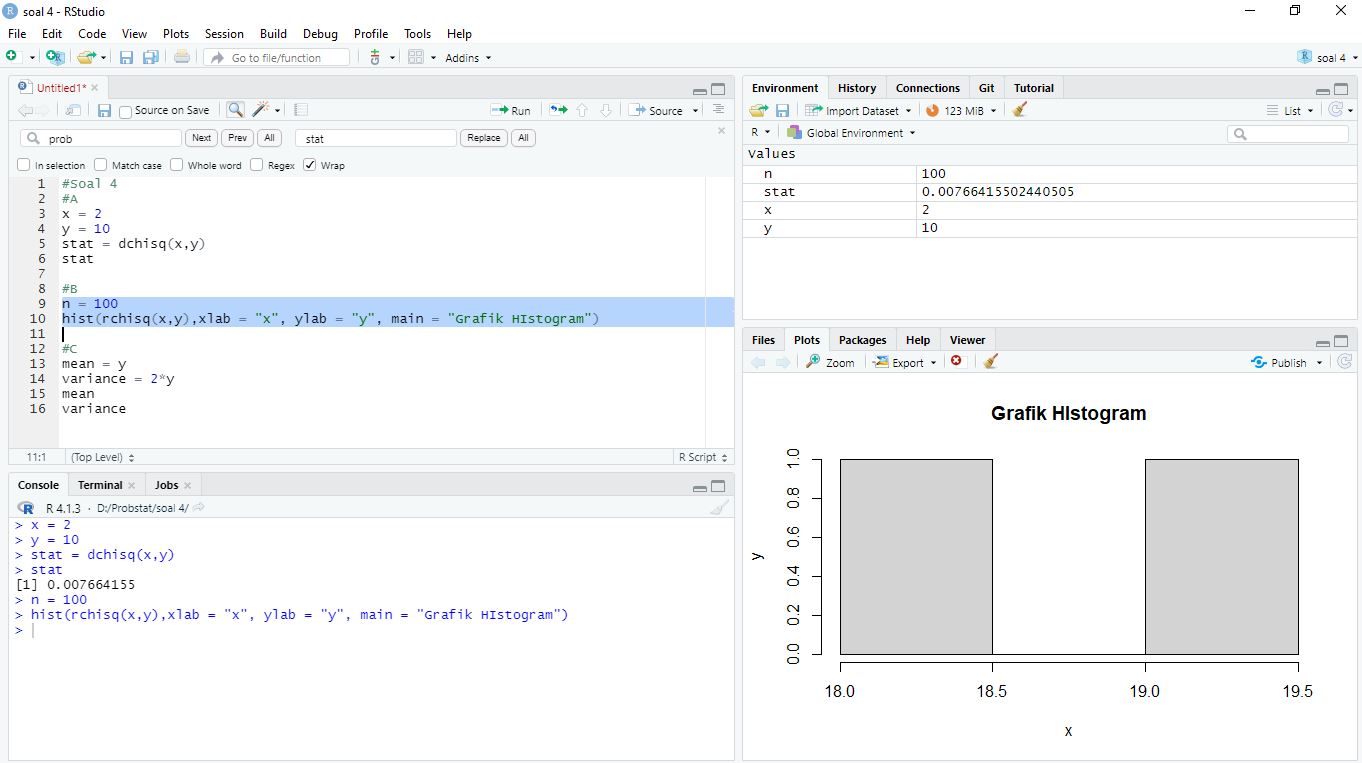 soal 4 - RStudio
File Edit Code View Plots Session Build Debug Profile Tools Help
Go to file/function Addins soal 4
Untitled1*
Source on Save Run Source
prob Next Prev All stat Replace All
In selection Match case Whole word Regex Wrap
1 #Soal 4
2 #A
3 x = 2
4 y = 10
5 stat = dchisq(x,y)
6 stat
7
8 #B
9 n = 100
10 hist(rchisq(x,y),xlab = "x", ylab = "y", main = "Grafik HIstogram")
11
12 #C
13 mean = y
14 variance = 2*y
15 mean
16 variance
11:1 (Top Level) R Script
Console Terminal Jobs
R 4.1.3 · D:/Probstat/soal 4/
> x = 2
> y = 10
> stat = dchisq(x,y)
> stat
[1] 0.007664155
> n = 100
> hist(rchisq(x,y),xlab = "x", ylab = "y", main = "Grafik HIstogram")
>
Environment History Connections Git Tutorial
Import Dataset 123 MiB List
R Global Environment
Values
n 100
stat 0.00766415502440505
x 2
y 10
Files Plots Packages Help Viewer
Zoom Export Publish
Grafik HIstogram
y
1.0
0.8
0.6
0.4
0.2
0.0
18.0 18.5 19.0 19.5
x